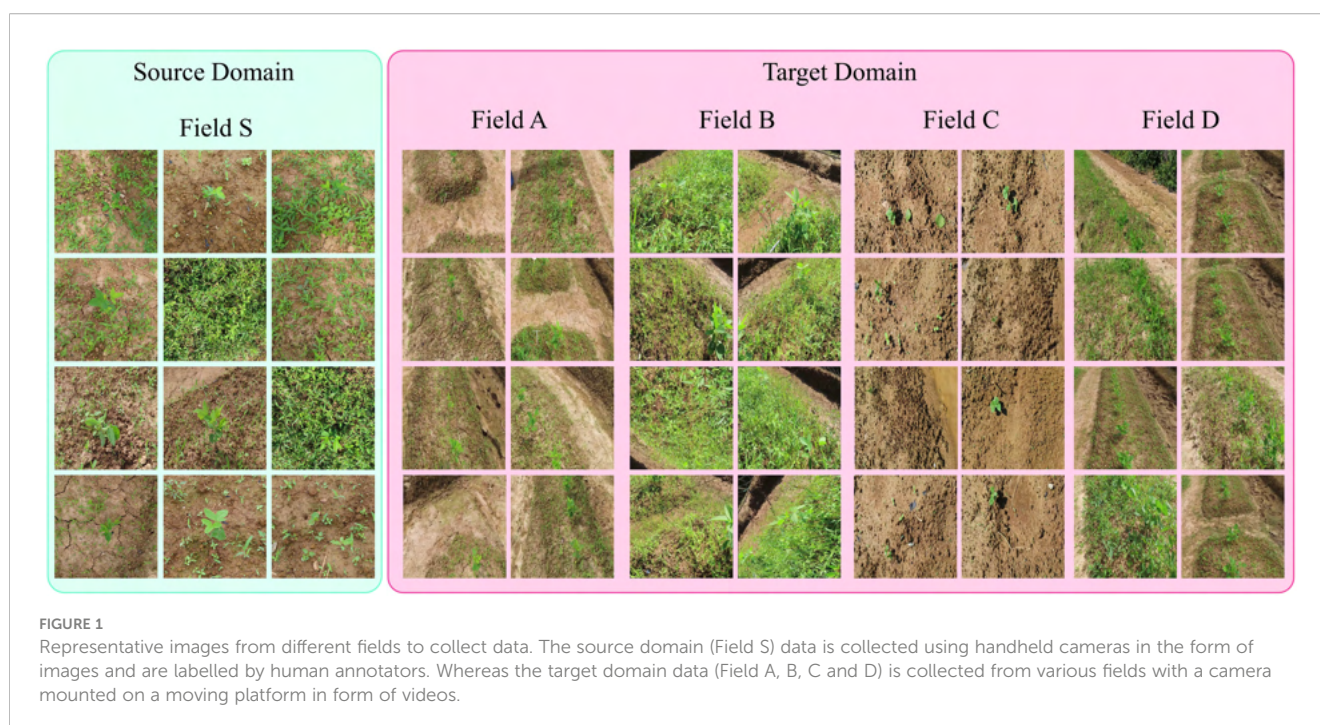 Source Domain
Target Domain
Field S
Field A
Field B
Field C
Field D
FIGURE 1
Representative images from different fields to collect data. The source domain (Field S) data is collected using handheld cameras in the form of
images and are labelled by human annotators. Whereas the target domain data (Field A, B, C and D) is collected from various fields with a camera
mounted on a moving platform in form of videos.